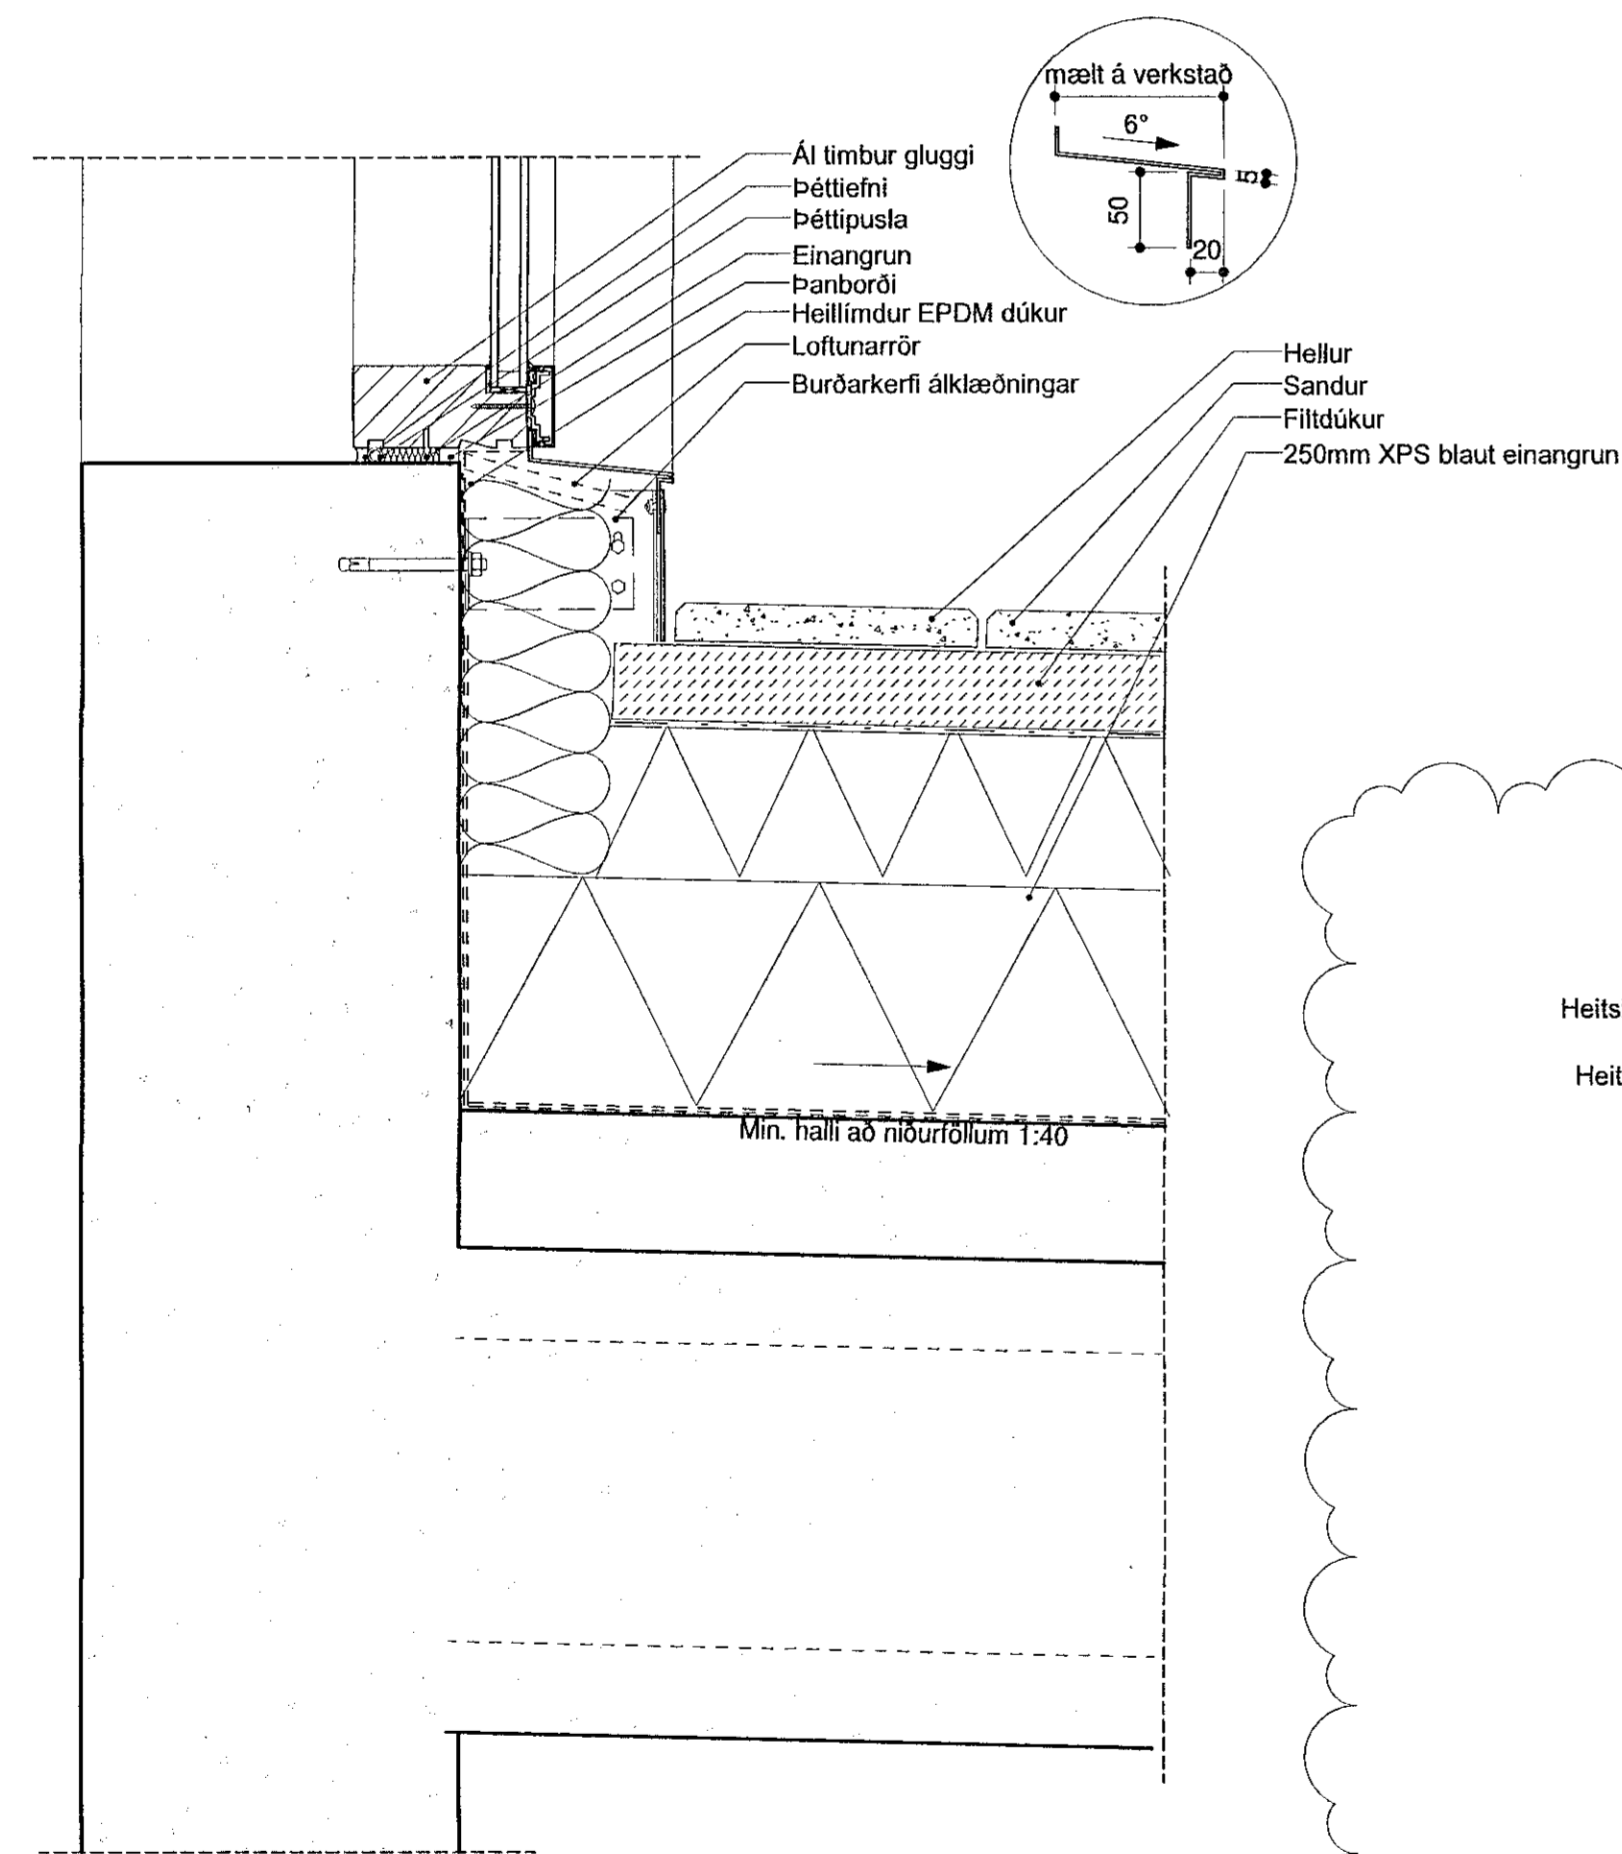 mælt á verkstað
6°
5
50
20
Ál timbur gluggi
Þéttiefni
Þéttipusla
Einangrun
Þanborði
Heillímdur EPDM dúkur
Loftunarrör
Burðarkerfi álklæðningar
Hellur
Sandur
Filtdúkur
250mm XPS blaut einangrun
Heits
Heit
Min. halli að niðurföllum 1:40